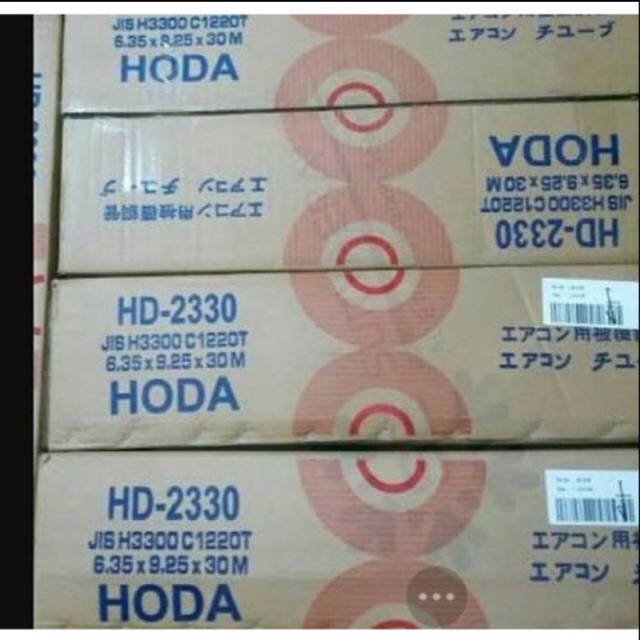 JIS H3300 C1220T
6.35 x 9.25 x 30 M
HODA
エアコン チューブ
HD-2330
JIS H3300 C1220T
6.35 x 9.25 x 30 M
HODA
エアコン用被覆銅管
エアコン チューブ
HD-2330
JIS H3300 C1220T
6.35 x 9.25 x 30 M
HODA
エアコン用被覆
エアコン チュー
HD-2330
JIS H3300 C1220T
6.35 x 9.25 x 30 M
HODA
エアコン用
エアコン チ